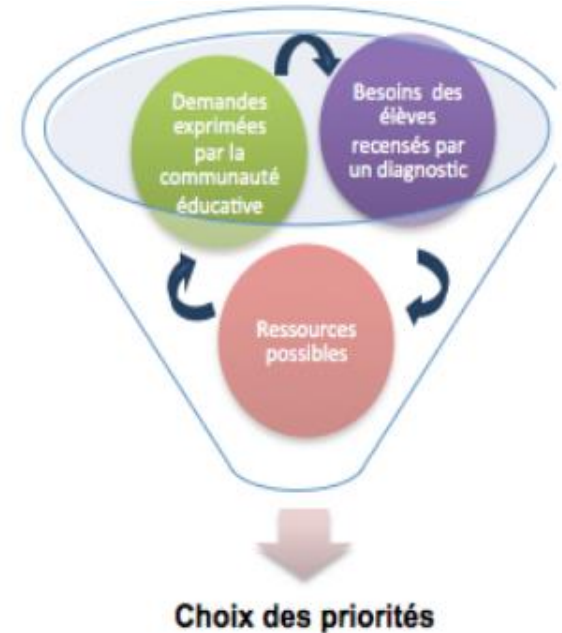 Demandes
exprimées
par la
communauté
éducative
Besoins des
élèves
recensés par
un diagnostic
Ressources
possibles
Choix des priorités